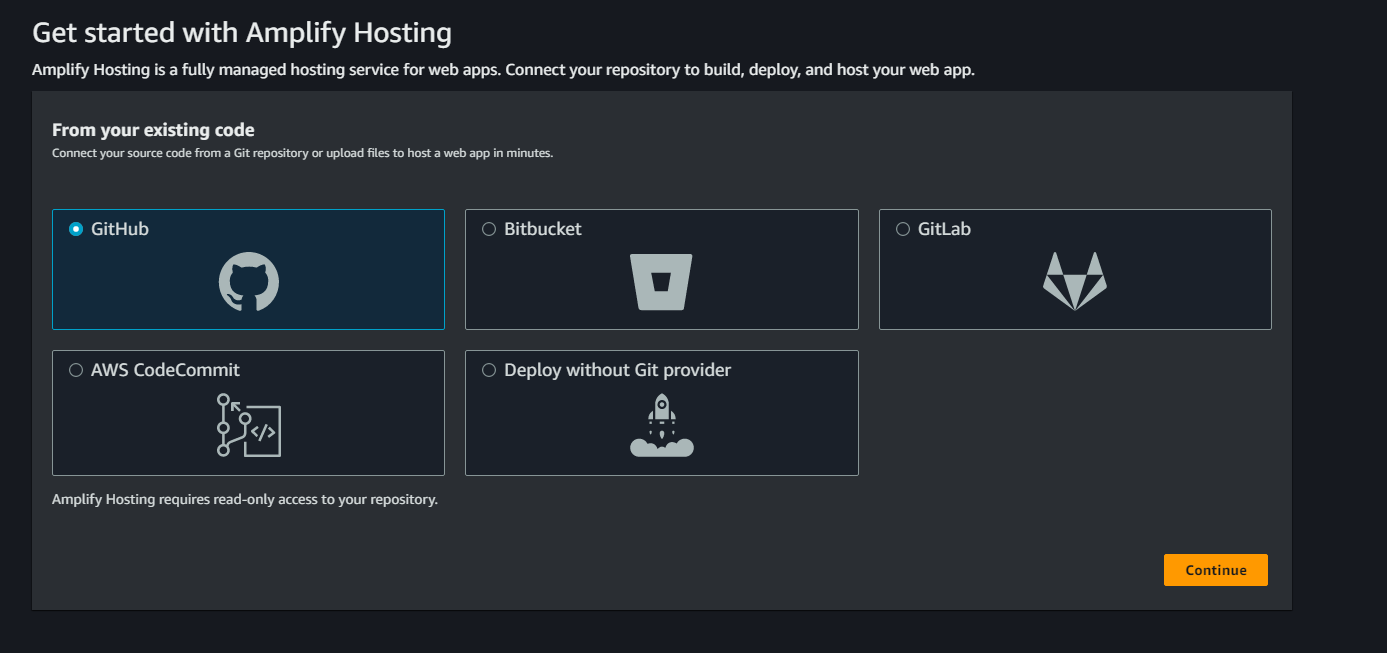 Get started with Amplify Hosting
Amplify Hosting is a fully managed hosting service for web apps. Connect your repository to build, deploy, and host your web app.
From your existing code
Connect your source code from a Git repository or upload files to host a web app in minutes.
GitHub
Bitbucket
GitLab
AWS CodeCommit
Deploy without Git provider
Amplify Hosting requires read-only access to your repository.
Continue